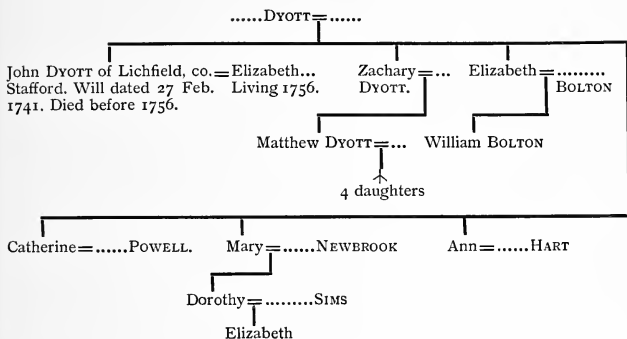 ......DYOTT=......
John DYOTT of Lichfield, co. = Elizabeth... Zachary=... Elizabeth=.........
Stafford. Will dated 27 Feb. Living 1756. DYOTT. BOLTON
1741. Died before 1756.
Matthew DYOTT=... William BOLTON
4 daughters
Catherine=......POWELL. Mary=......NEWBROOK Ann=......HART
Dorothy=.........SIMS
Elizabeth